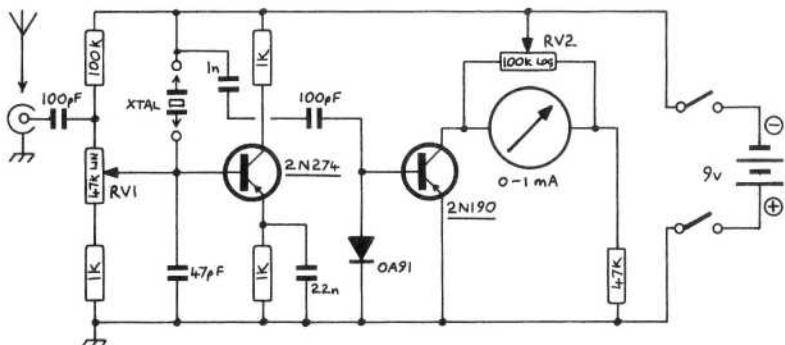 100pF
100K
47K LIN
RV1
1K
XTAL
47pF
1n
1K
2N274
1K
22n
100pF
OA91
2N190
RV2
100K LOG
0-1 mA
47K
9v